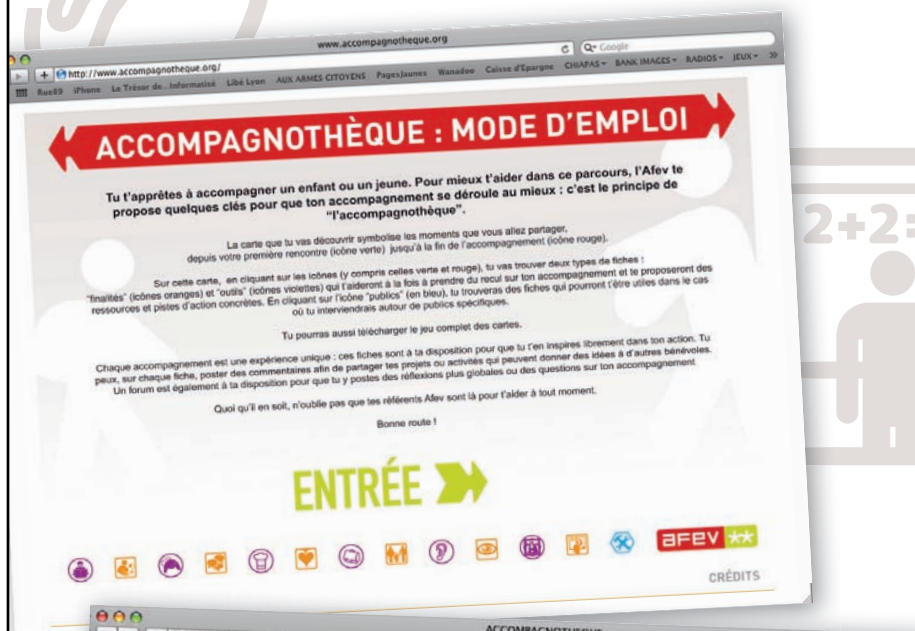 www.accompagnotheque.org
http://www.accompagnotheque.org/
Google
Rue89 iPhone Le Trésor de.. Informatisé Libé Lyon AUX ARMES CITOYENS PagesJaunes Wanadoo Caisse d'Epargne CHIAPAS BANK IMAGES RADIOS JEUX
ACCOMPAGNOTHÈQUE : MODE D'EMPLOI
Tu t'apprêtes à accompagner un enfant ou un jeune. Pour mieux t'aider dans ce parcours, l'Afev te
propose quelques clés pour que ton accompagnement se déroule au mieux : c'est le principe de
"l'accompagnothèque".
La carte que tu vas découvrir symbolise les moments que vous allez partager,
depuis votre première rencontre (icône verte) jusqu'à la fin de l'accompagnement (icône rouge).
Sur cette carte, en cliquant sur les icônes (y compris celles verte et rouge), tu vas trouver deux types de fiches :
"finalités" (icônes oranges) et "outils" (icônes violettes) qui t'aideront à la fois à prendre du recul sur ton accompagnement et te proposeront des
ressources et pistes d'action concrètes. En cliquant sur l'icône "publics" (en bleu), tu trouveras des fiches qui pourront t'être utiles dans le cas
où tu interviendrais autour de publics spécifiques.
Tu pourras aussi télécharger le jeu complet des cartes.
Chaque accompagnement est une expérience unique : ces fiches sont à ta disposition pour que tu t'en inspires librement dans ton action. Tu
peux, sur chaque fiche, poster des commentaires afin de partager tes projets ou activités qui peuvent donner des idées à d'autres bénévoles.
Un forum est également à ta disposition pour que tu y postes des réflexions plus globales ou des questions sur ton accompagnement
Quoi qu'il en soit, n'oublie pas que tes référents Afev sont là pour t'aider à tout moment.
Bonne route !
ENTRÉE
afev
CRÉDITS
2+2=
ACCOMPAGNOTHEQUE